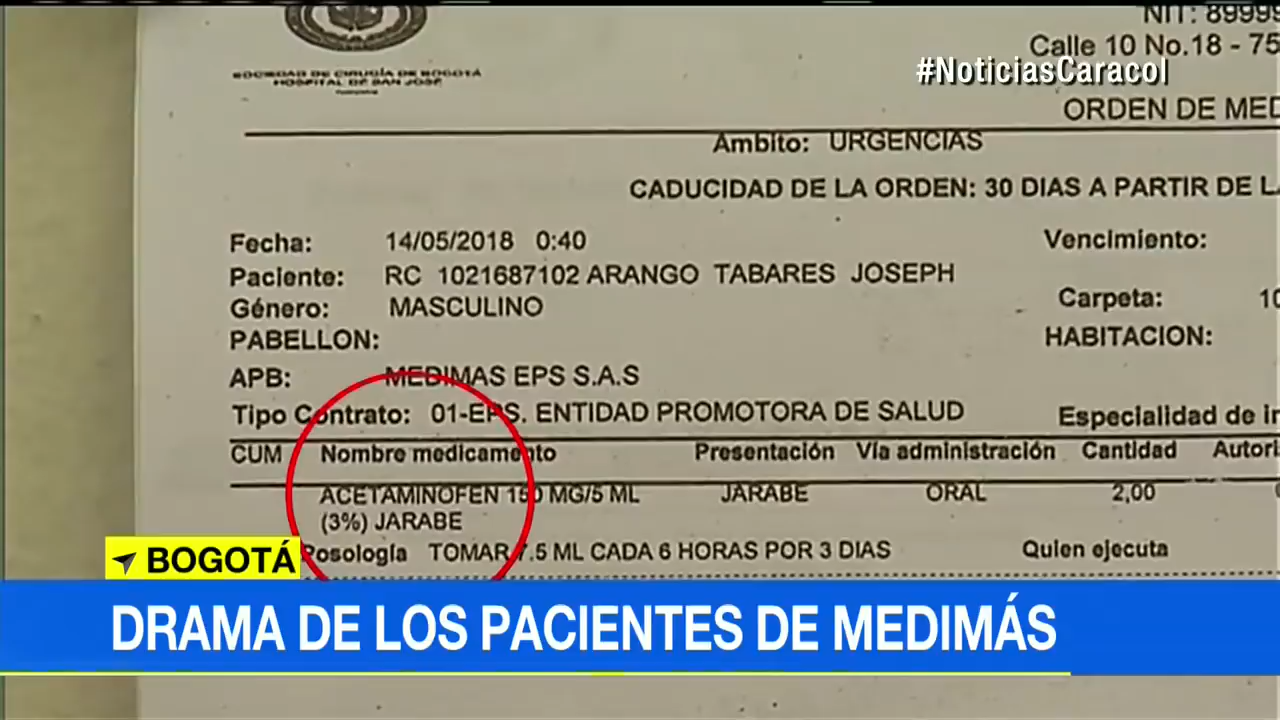 NIT: 89999
Calle 10 No.18 - 75
#NoticiasCaracol
SOCIEDAD DE CIRUGÍA DE BOGOTÁ
HOSPITAL DE SAN JOSÉ
ORDEN DE MED
Ambito: URGENCIAS
CADUCIDAD DE LA ORDEN: 30 DIAS A PARTIR DE LA
Fecha: 14/05/2018 0:40 Vencimiento:
Paciente: RC 1021687102 ARANGO TABARES JOSEPH
Género: MASCULINO Carpeta: 10
PABELLON: HABITACION:
APB: MEDIMAS EPS S.A.S
Tipo Contrato: 01-EPS. ENTIDAD PROMOTORA DE SALUD Especialidad de in
CUM Nombre medicamento Presentación Vía administración Cantidad Autori
ACETAMINOFEN 150 MG/5 ML JARABE ORAL 2,00
(3%) JARABE
Posología TOMAR 7.5 ML CADA 6 HORAS POR 3 DIAS Quien ejecuta
BOGOTÁ
DRAMA DE LOS PACIENTES DE MEDIMÁS